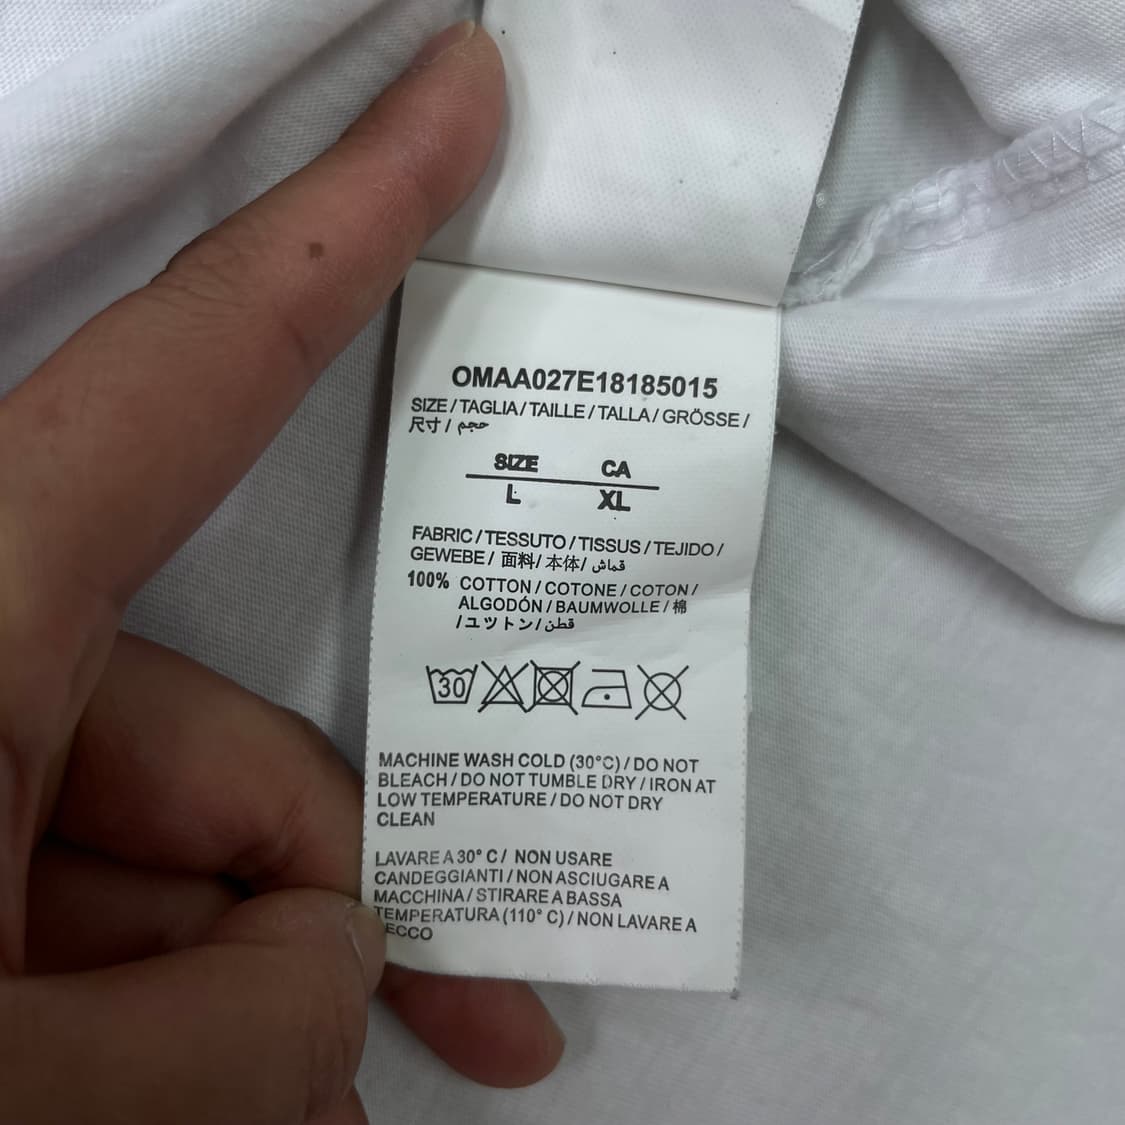 OMAA027E18185015
SIZE / TAGLIA / TAILLE / TALLA / GRÖSSE /
尺寸 / حجم
SIZE CA
L XL
FABRIC / TESSUTO / TISSUS / TEJIDO /
GEWEBE / 面料 / 本体 / قماش
100% COTTON / COTONE / COTON /
ALGODÓN / BAUMWOLLE / 棉
/ ユツトン / قطن
30
MACHINE WASH COLD (30°C) / DO NOT
BLEACH / DO NOT TUMBLE DRY / IRON AT
LOW TEMPERATURE / DO NOT DRY
CLEAN
LAVARE A 30° C / NON USARE
CANDEGGIANTI / NON ASCIUGARE A
MACCHINA / STIRARE A BASSA
TEMPERATURA (110° C) / NON LAVARE A
ECCO